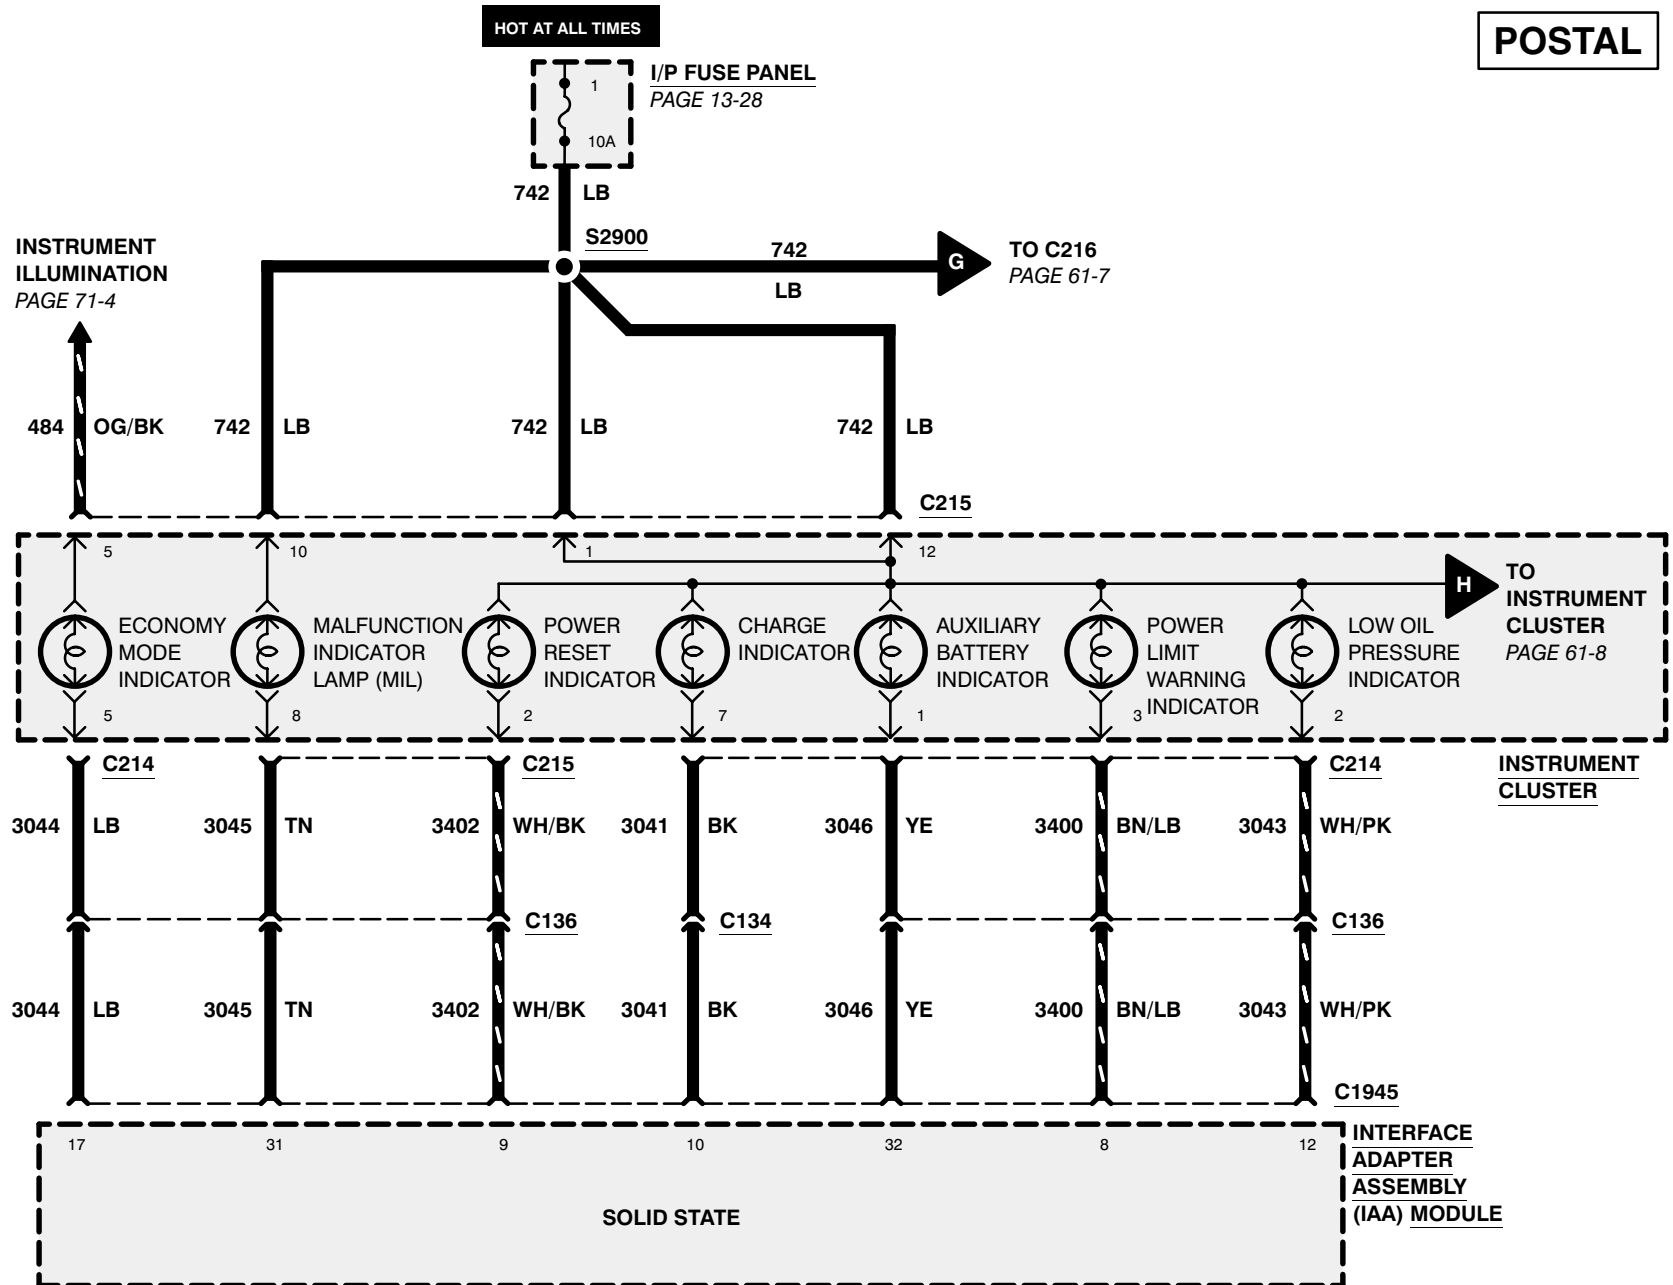 HOT AT ALL TIMES
POSTAL
1
10A
I/P FUSE PANEL
PAGE 13-28
742 LB
S2900
INSTRUMENT
ILLUMINATION
PAGE 71-4
742
LB
G
TO C216
PAGE 61-7
484 OG/BK
742 LB
742 LB
742 LB
C215
5
10
1
12
H
TO
INSTRUMENT
CLUSTER
PAGE 61-8
ECONOMY
MODE
INDICATOR
MALFUNCTION
INDICATOR
LAMP (MIL)
POWER
RESET
INDICATOR
CHARGE
INDICATOR
AUXILIARY
BATTERY
INDICATOR
POWER
LIMIT
WARNING
INDICATOR
LOW OIL
PRESSURE
INDICATOR
5
8
2
7
1
3
2
C214
C215
C214
INSTRUMENT
CLUSTER
3044 LB
3045 TN
3402 WH/BK
3041 BK
3046 YE
3400 BN/LB
3043 WH/PK
C136
C134
C136
3044 LB
3045 TN
3402 WH/BK
3041 BK
3046 YE
3400 BN/LB
3043 WH/PK
C1945
17
31
9
10
32
8
12
INTERFACE
ADAPTER
ASSEMBLY
(IAA) MODULE
SOLID STATE